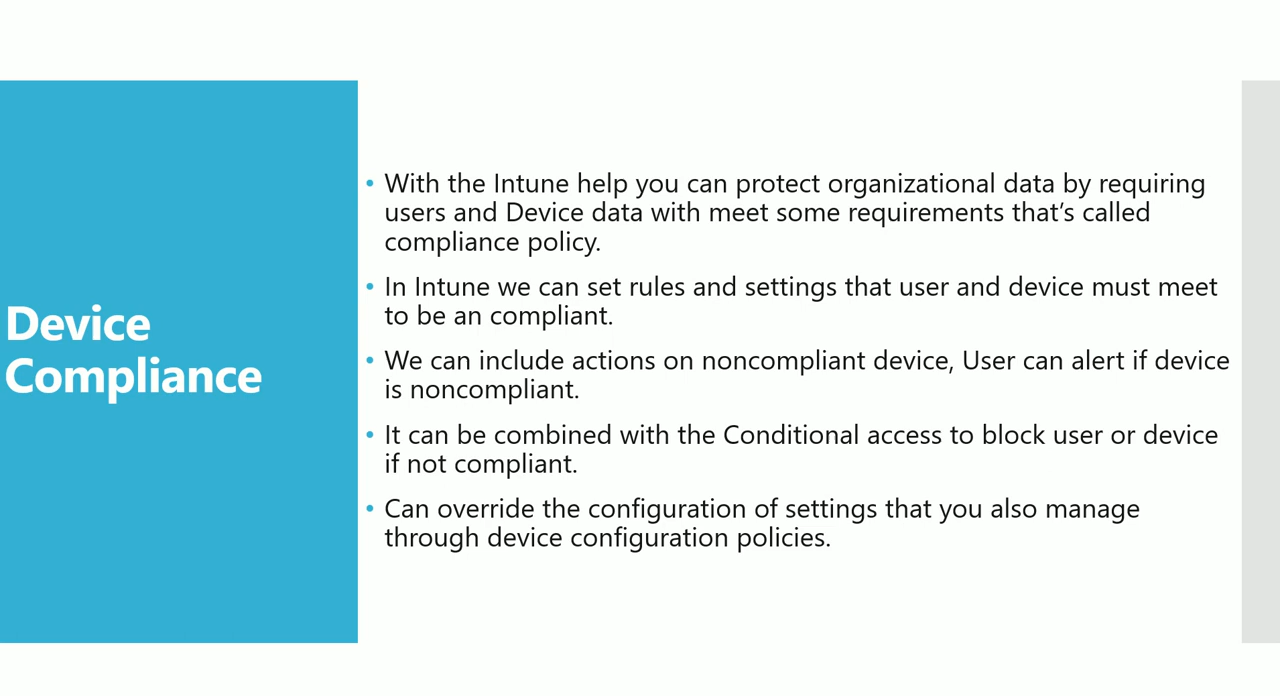 Device
Compliance
• With the Intune help you can protect organizational data by requiring
users and Device data with meet some requirements that’s called
compliance policy.
• In Intune we can set rules and settings that user and device must meet
to be an compliant.
• We can include actions on noncompliant device, User can alert if device
is noncompliant.
• It can be combined with the Conditional access to block user or device
if not compliant.
• Can override the configuration of settings that you also manage
through device configuration policies.